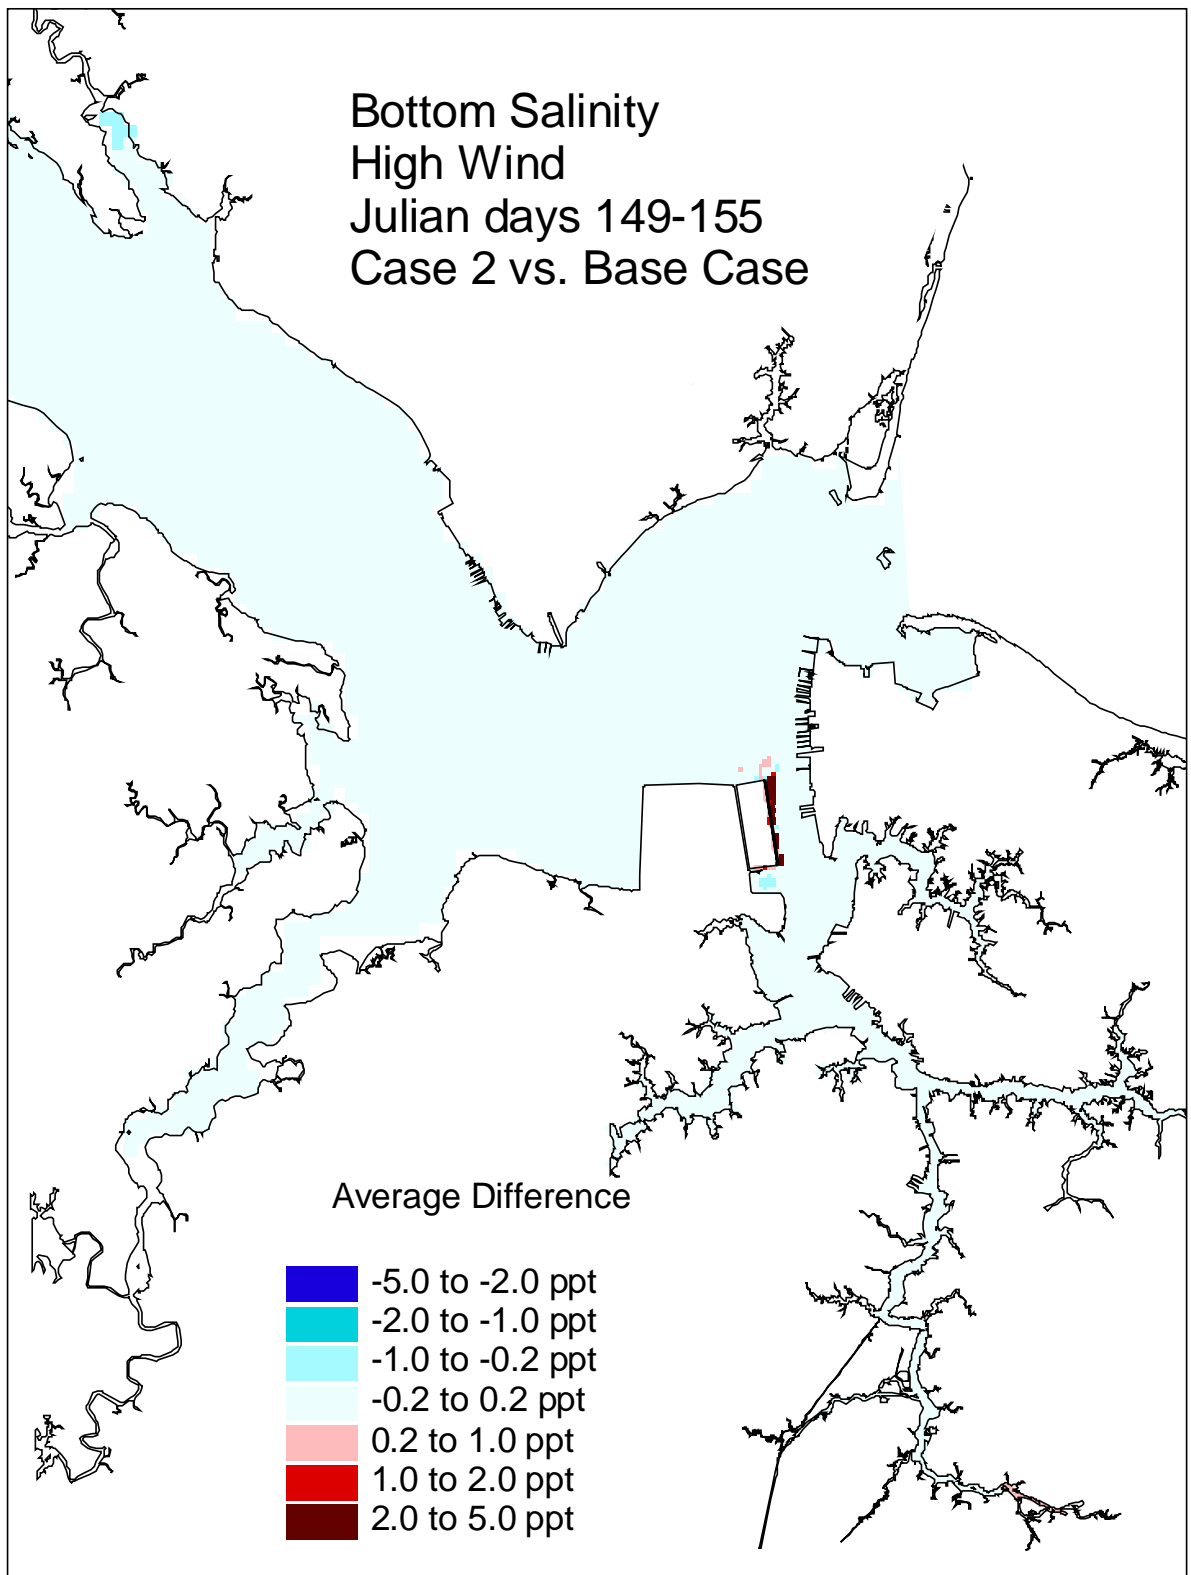 Bottom Salinity
High Wind
Julian days 149-155
Case 2 vs. Base Case
Average Difference
-5.0 to -2.0 ppt
-2.0 to -1.0 ppt
-1.0 to -0.2 ppt
-0.2 to 0.2 ppt
0.2 to 1.0 ppt
1.0 to 2.0 ppt
2.0 to 5.0 ppt